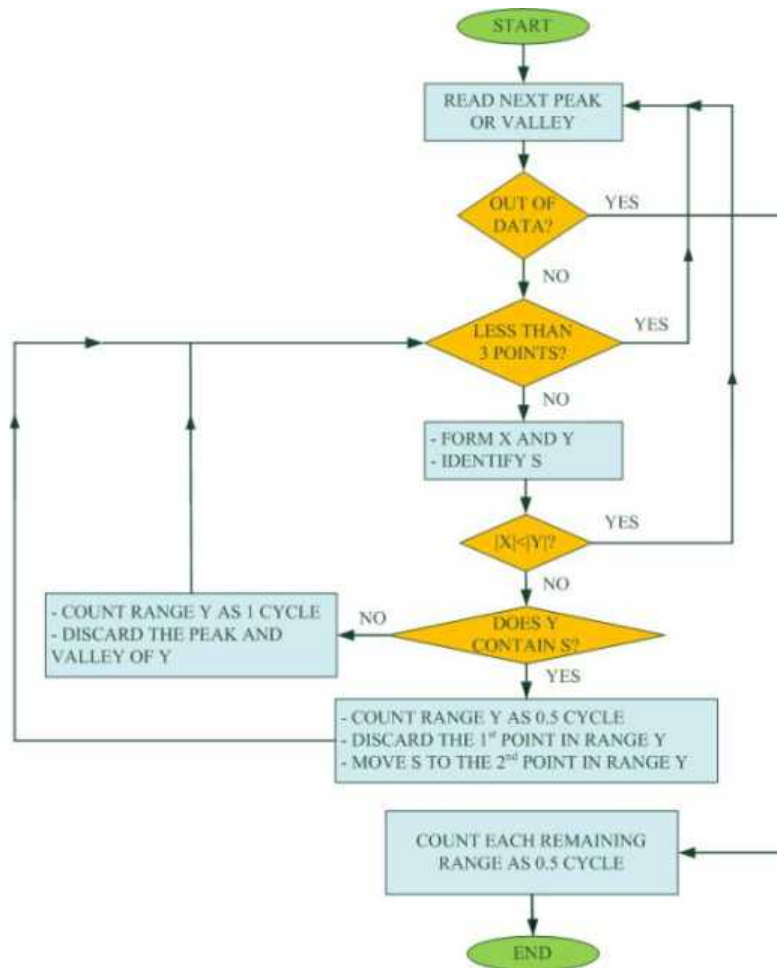 START
READ NEXT PEAK
OR VALLEY
OUT OF
DATA?
YES
NO
LESS THAN
3 POINTS?
YES
NO
- FORM X AND Y
- IDENTIFY S
|X|<|Y|?
YES
NO
DOES Y
CONTAIN S?
NO
- COUNT RANGE Y AS 1 CYCLE
- DISCARD THE PEAK AND
VALLEY OF Y
YES
- COUNT RANGE Y AS 0.5 CYCLE
- DISCARD THE 1st POINT IN RANGE Y
- MOVE S TO THE 2nd POINT IN RANGE Y
COUNT EACH REMAINING
RANGE AS 0.5 CYCLE
END